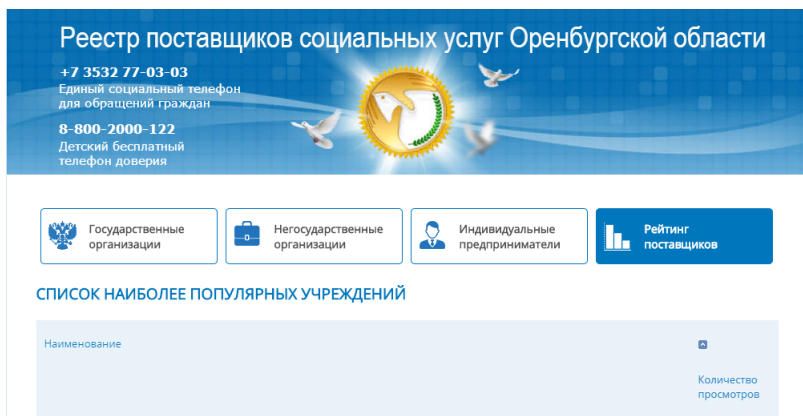 Реестр поставщиков социальных услуг Оренбургской области
+7 3532 77-03-03
Единый социальный телефон
для обращений граждан
8-800-2000-122
Детский бесплатный
телефон доверия
Государственные
организации
Негосударственные
организации
Индивидуальные
предприниматели
Рейтинг
поставщиков
СПИСОК НАИБОЛЕЕ ПОПУЛЯРНЫХ УЧРЕЖДЕНИЙ
Наименование
Количество
просмотров